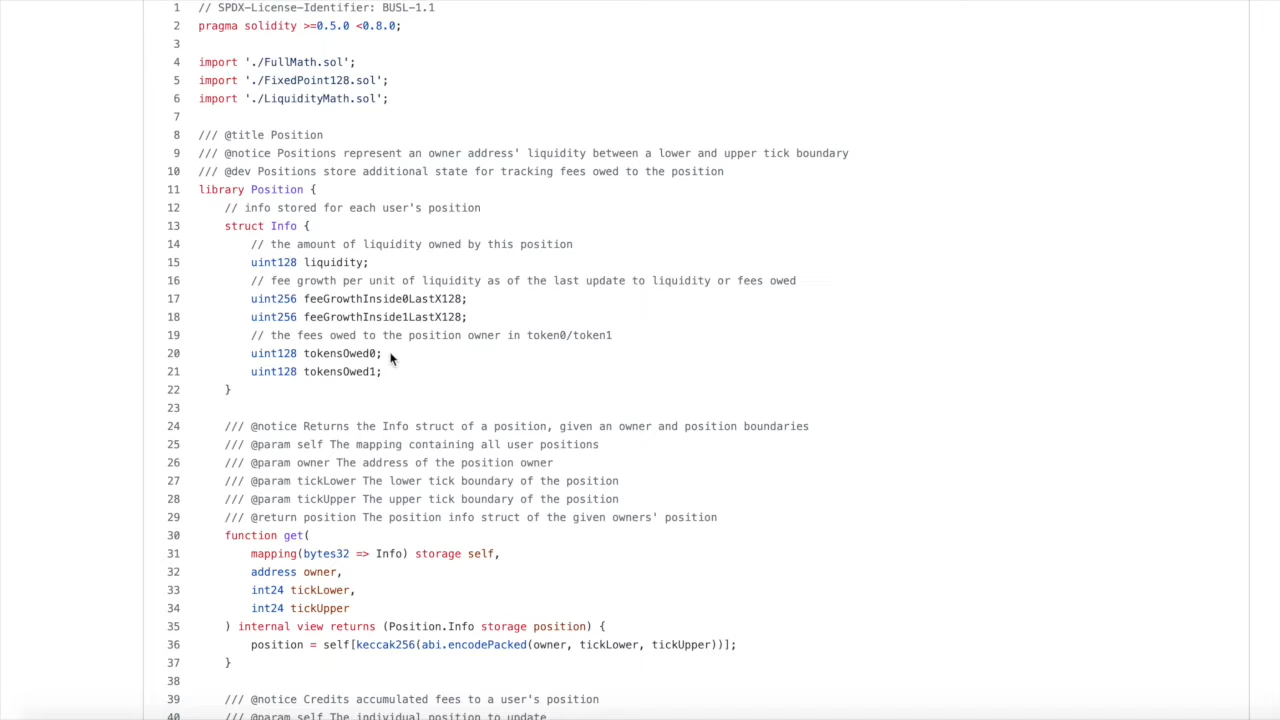 1 // SPDX-License-Identifier: BUSL-1.1
2 pragma solidity >=0.5.0 <0.8.0;
3
4 import './FullMath.sol';
5 import './FixedPoint128.sol';
6 import './LiquidityMath.sol';
7
8 /// @title Position
9 /// @notice Positions represent an owner address' liquidity between a lower and upper tick boundary
10 /// @dev Positions store additional state for tracking fees owed to the position
11 library Position {
12     // info stored for each user's position
13     struct Info {
14         // the amount of liquidity owned by this position
15         uint128 liquidity;
16         // fee growth per unit of liquidity as of the last update to liquidity or fees owed
17         uint256 feeGrowthInside0LastX128;
18         uint256 feeGrowthInside1LastX128;
19         // the fees owed to the position owner in token0/token1
20         uint128 tokensOwed0;
21         uint128 tokensOwed1;
22     }
23
24     /// @notice Returns the Info struct of a position, given an owner and position boundaries
25     /// @param self The mapping containing all user positions
26     /// @param owner The address of the position owner
27     /// @param tickLower The lower tick boundary of the position
28     /// @param tickUpper The upper tick boundary of the position
29     /// @return position The position info struct of the given owners' position
30     function get(
31         mapping(bytes32 => Info) storage self,
32         address owner,
33         int24 tickLower,
34         int24 tickUpper
35     ) internal view returns (Position.Info storage position) {
36         position = self[keccak256(abi.encodePacked(owner, tickLower, tickUpper))];
37     }
38
39     /// @notice Credits accumulated fees to a user's position
40     /// @param self The individual position to update